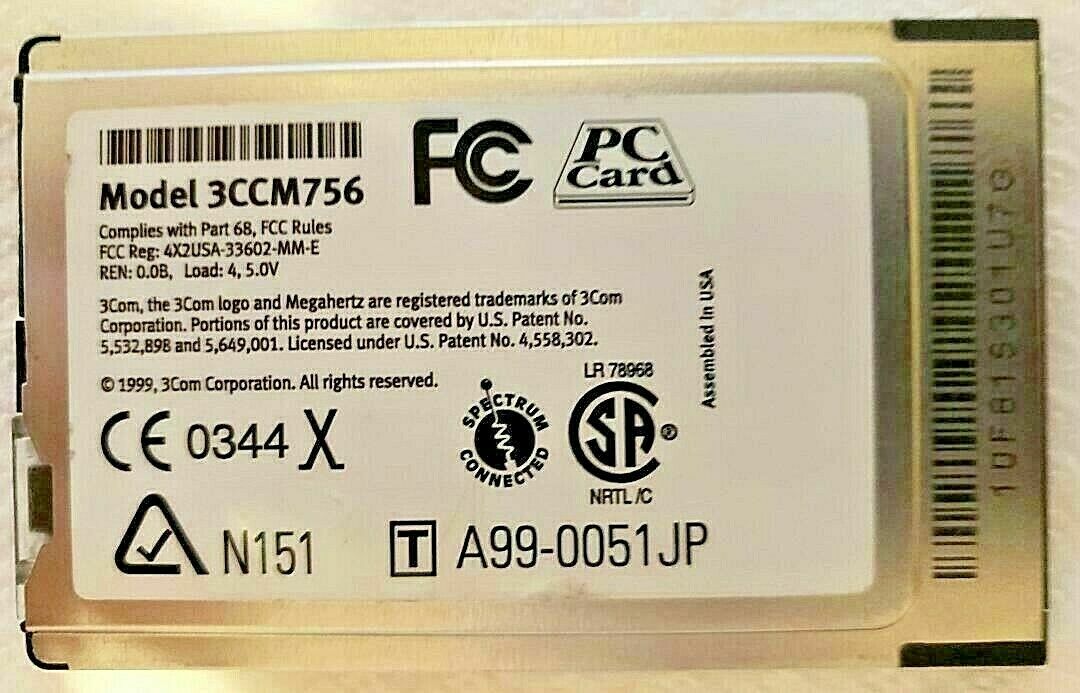 Model 3CCM756
Complies with Part 68, FCC Rules
FCC Reg: 4X2USA-33602-MM-E
REN: 0.0B, Load: 4, 5.0V
FC
PC
Card
3Com, the 3Com logo and Megahertz are registered trademarks of 3Com
Corporation. Portions of this product are covered by U.S. Patent No.
5,532,898 and 5,649,001. Licensed under U.S. Patent No. 4,558,302.
© 1999, 3Com Corporation. All rights reserved.
Assembled in USA
CE 0344 X
SPECTRUM
CONNECTED
LR 78968
SA ®
NRTL /C
N151
T A99-0051JP
10F81S301U7G